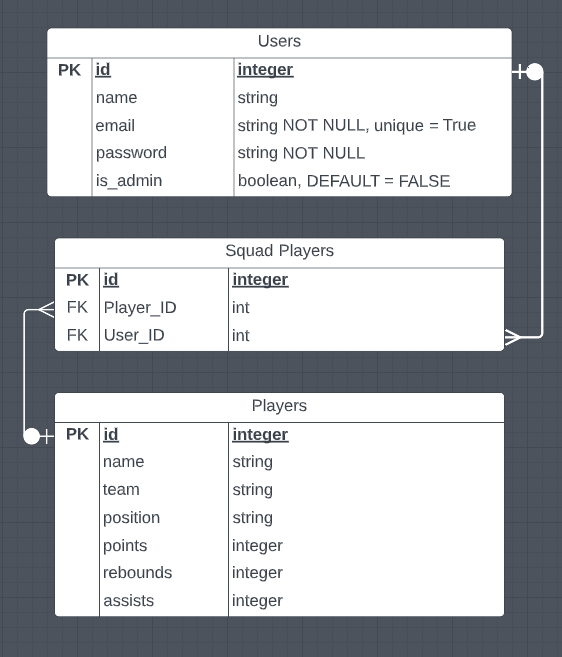 Users
PK id integer
name string
email string NOT NULL, unique = True
password string NOT NULL
is_admin boolean, DEFAULT = FALSE
Squad Players
PK id integer
FK Player_ID int
FK User_ID int
Players
PK id integer
name string
team string
position string
points integer
rebounds integer
assists integer